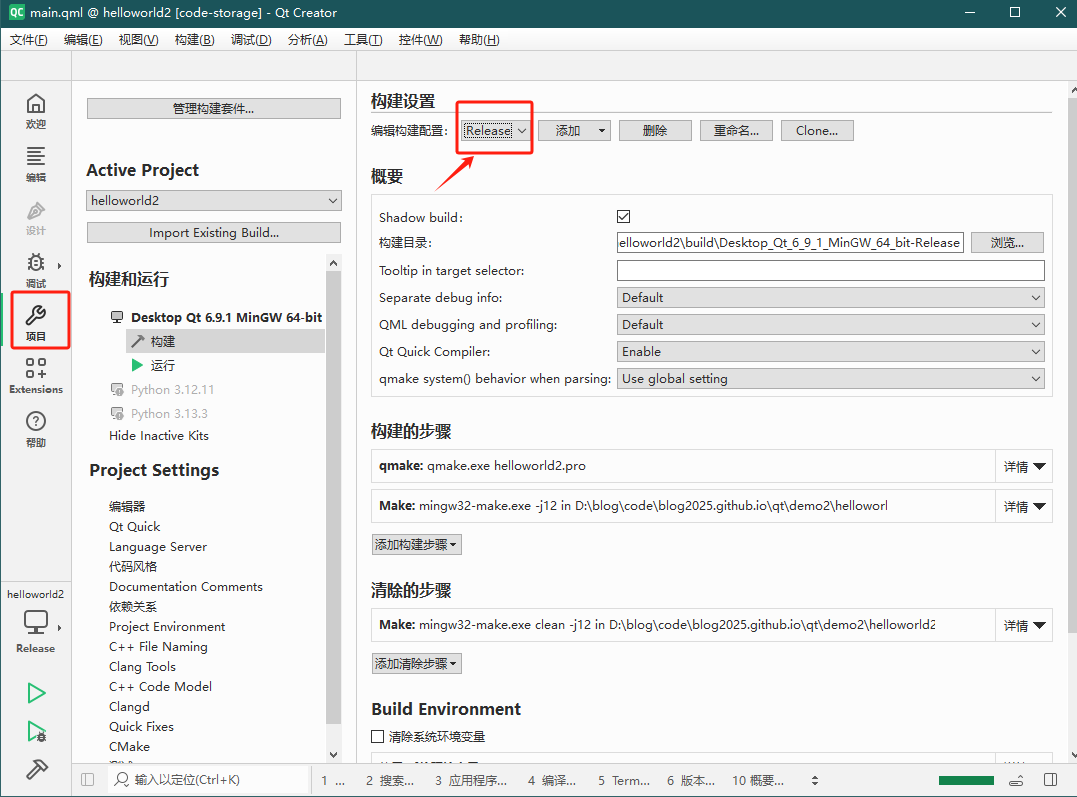 QC main.qml @ helloworld2 [code-storage] - Qt Creator
文件(F) 编辑(E) 视图(V) 构建(B) 调试(D) 分析(A) 工具(T) 控件(W) 帮助(H)
欢迎
编辑
设计
调试
项目
Extensions
帮助
helloworld2
Release
管理构建套件...
Active Project
helloworld2
Import Existing Build...
构建和运行
Desktop Qt 6.9.1 MinGW 64-bit
构建
运行
Python 3.12.11
Python 3.13.3
Hide Inactive Kits
Project Settings
编辑器
Qt Quick
Language Server
代码风格
Documentation Comments
依赖关系
Project Environment
C++ File Naming
Clang Tools
C++ Code Model
Clangd
Quick Fixes
CMake
构建设置
编辑构建配置: Release 添加 删除 重命名... Clone...
概要
Shadow build:
构建目录: elloworld2\build\Desktop_Qt_6_9_1_MinGW_64_bit-Release 浏览...
Tooltip in target selector:
Separate debug info: Default
QML debugging and profiling: Default
Qt Quick Compiler: Enable
qmake system() behavior when parsing: Use global setting
构建的步骤
qmake: qmake.exe helloworld2.pro 详情
Make: mingw32-make.exe -j12 in D:\blog\code\blog2025.github.io\qt\demo2\helloworl 详情
添加构建步骤
清除的步骤
Make: mingw32-make.exe clean -j12 in D:\blog\code\blog2025.github.io\qt\demo2\helloworld2 详情
添加清除步骤
Build Environment
清除系统环境变量
输入以定位(Ctrl+K) 1 ... 2 搜索... 3 应用程序... 4 编译... 5 Term... 6 版本... 10 概要...